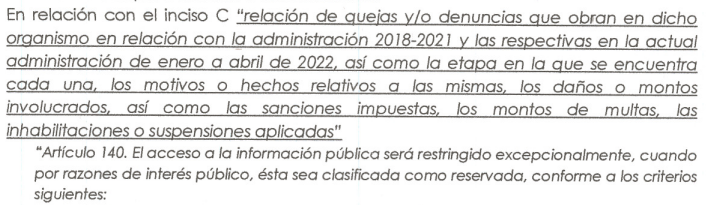 En relación con el inciso C "relación de quejas y/o denuncias que obran en dicho
organismo en relación con la administración 2018-2021 y las respectivas en la actual
administración de enero a abril de 2022, así como la etapa en la que se encuentra
cada una, los motivos o hechos relativos a las mismas, los daños o montos
involucrados, así como las sanciones impuestas, los montos de multas, las
inhabilitaciones o suspensiones aplicadas"
"Artículo 140. El acceso a la información pública será restringido excepcionalmente, cuando
por razones de interés público, ésta sea clasificada como reservada, conforme a los criterios
siguientes: